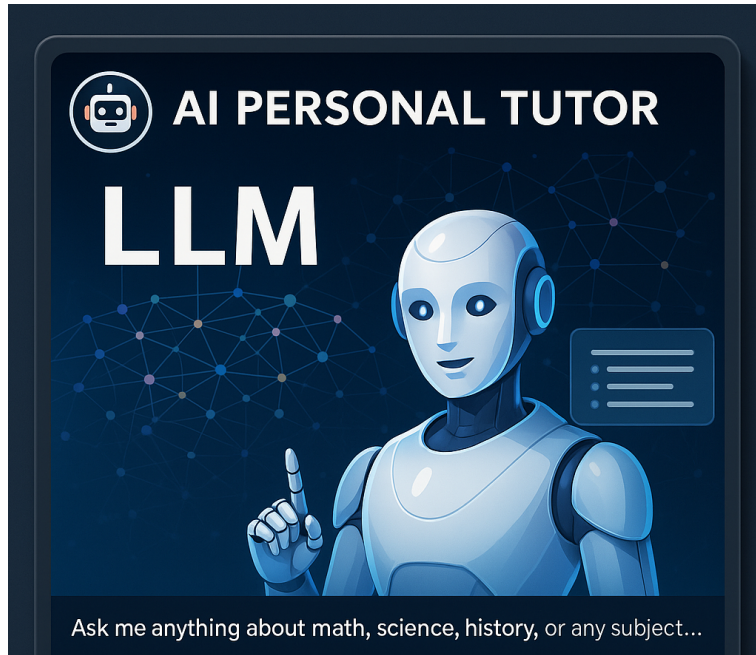 AI PERSONAL TUTOR
LLM
Ask me anything about math, science, history, or any subject...